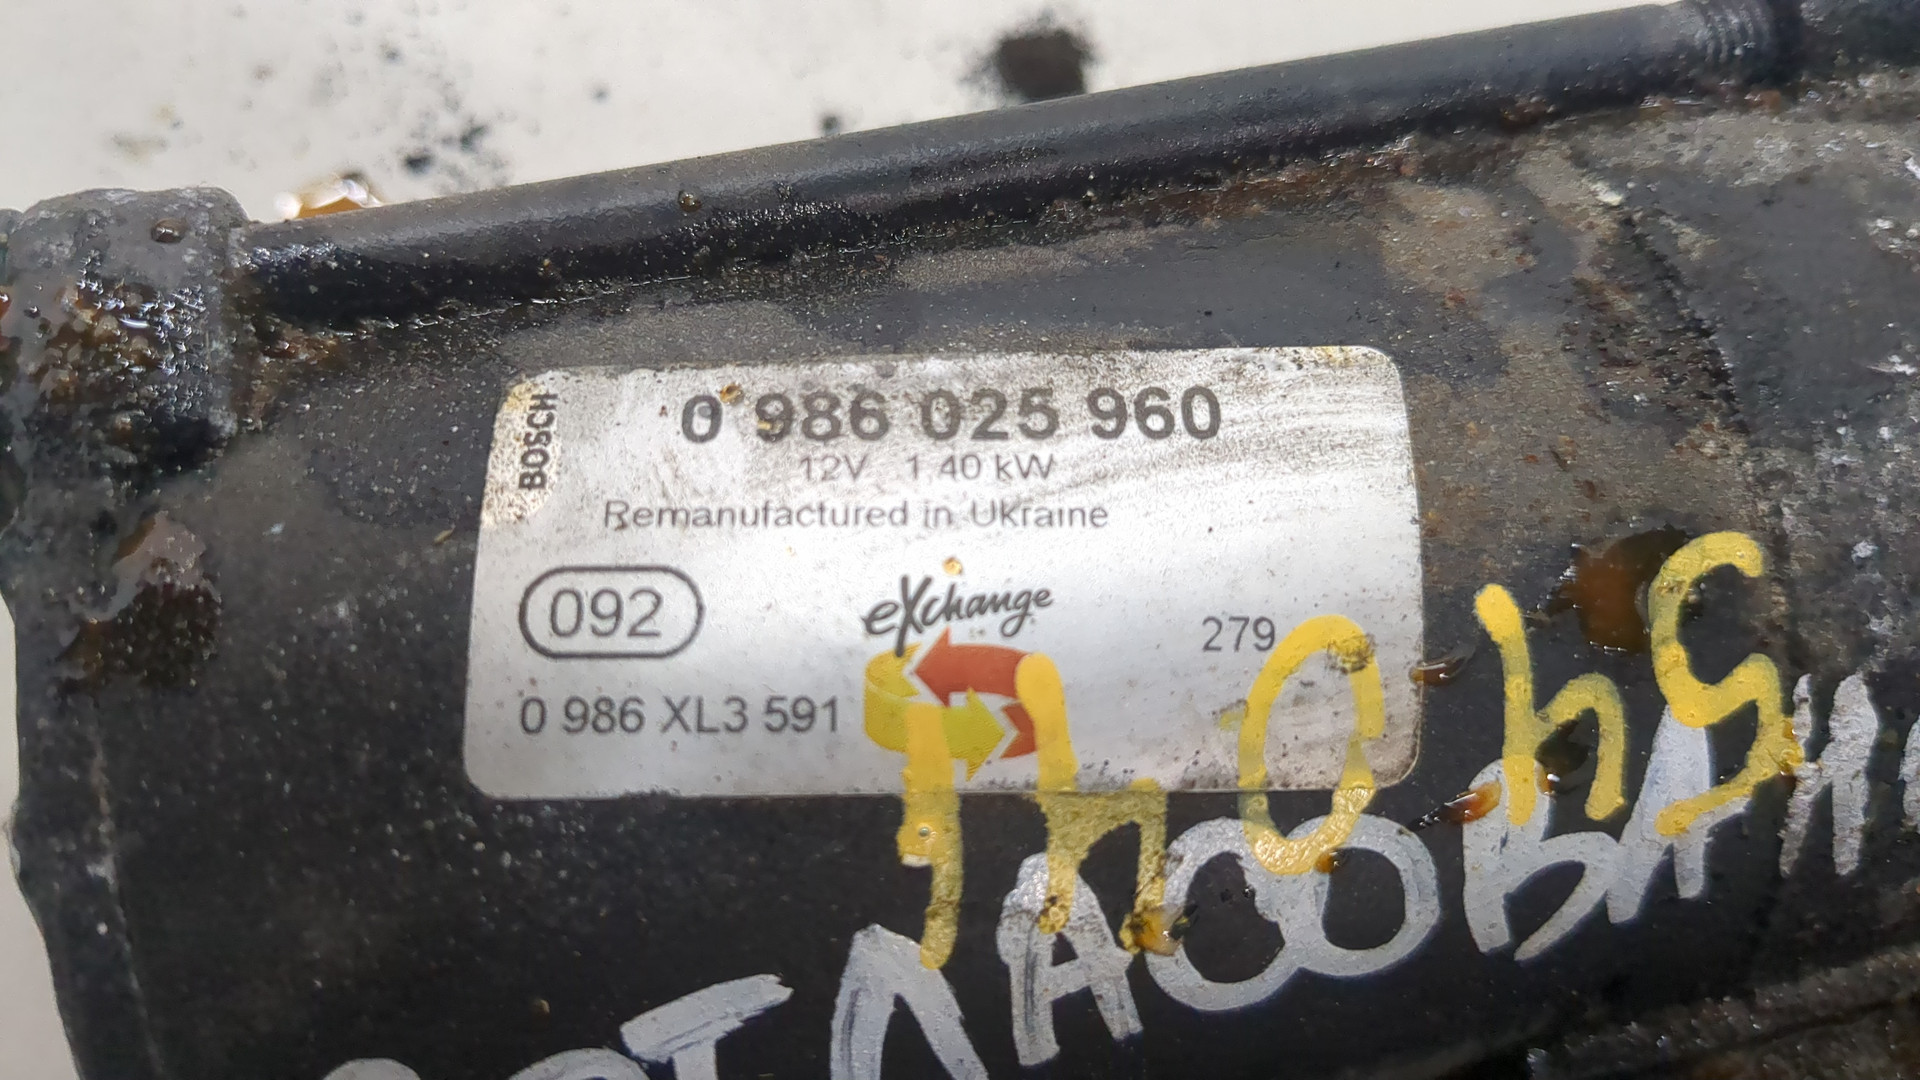 BOSCH
0 986 025 960
12V 1,40 kW
Remanufactured in Ukraine
092
eXchange
279
0 986 XL3 591